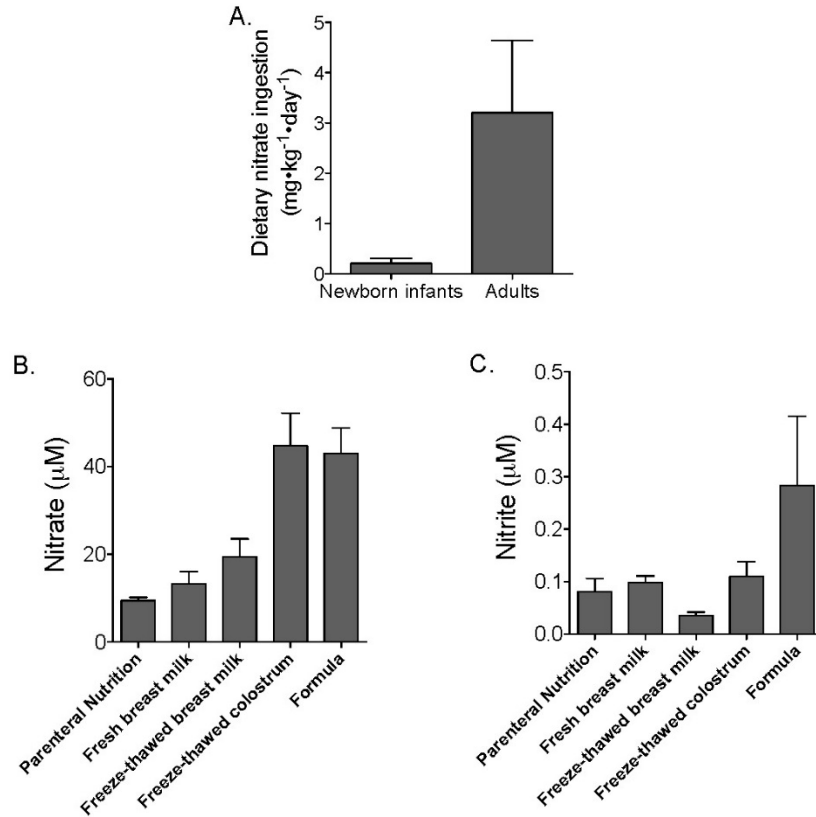 A.
Dietary nitrate ingestion
(mg•kg⁻¹•day⁻¹)
5
4
3
2
1
0
Newborn infants Adults
B.
Nitrate (μM)
60
40
20
0
Parenteral Nutrition
Fresh breast milk
Freeze-thawed breast milk
Freeze-thawed colostrum
Formula
C.
Nitrite (μM)
0.5
0.4
0.3
0.2
0.1
0.0
Parenteral Nutrition
Fresh breast milk
Freeze-thawed breast milk
Freeze-thawed colostrum
Formula